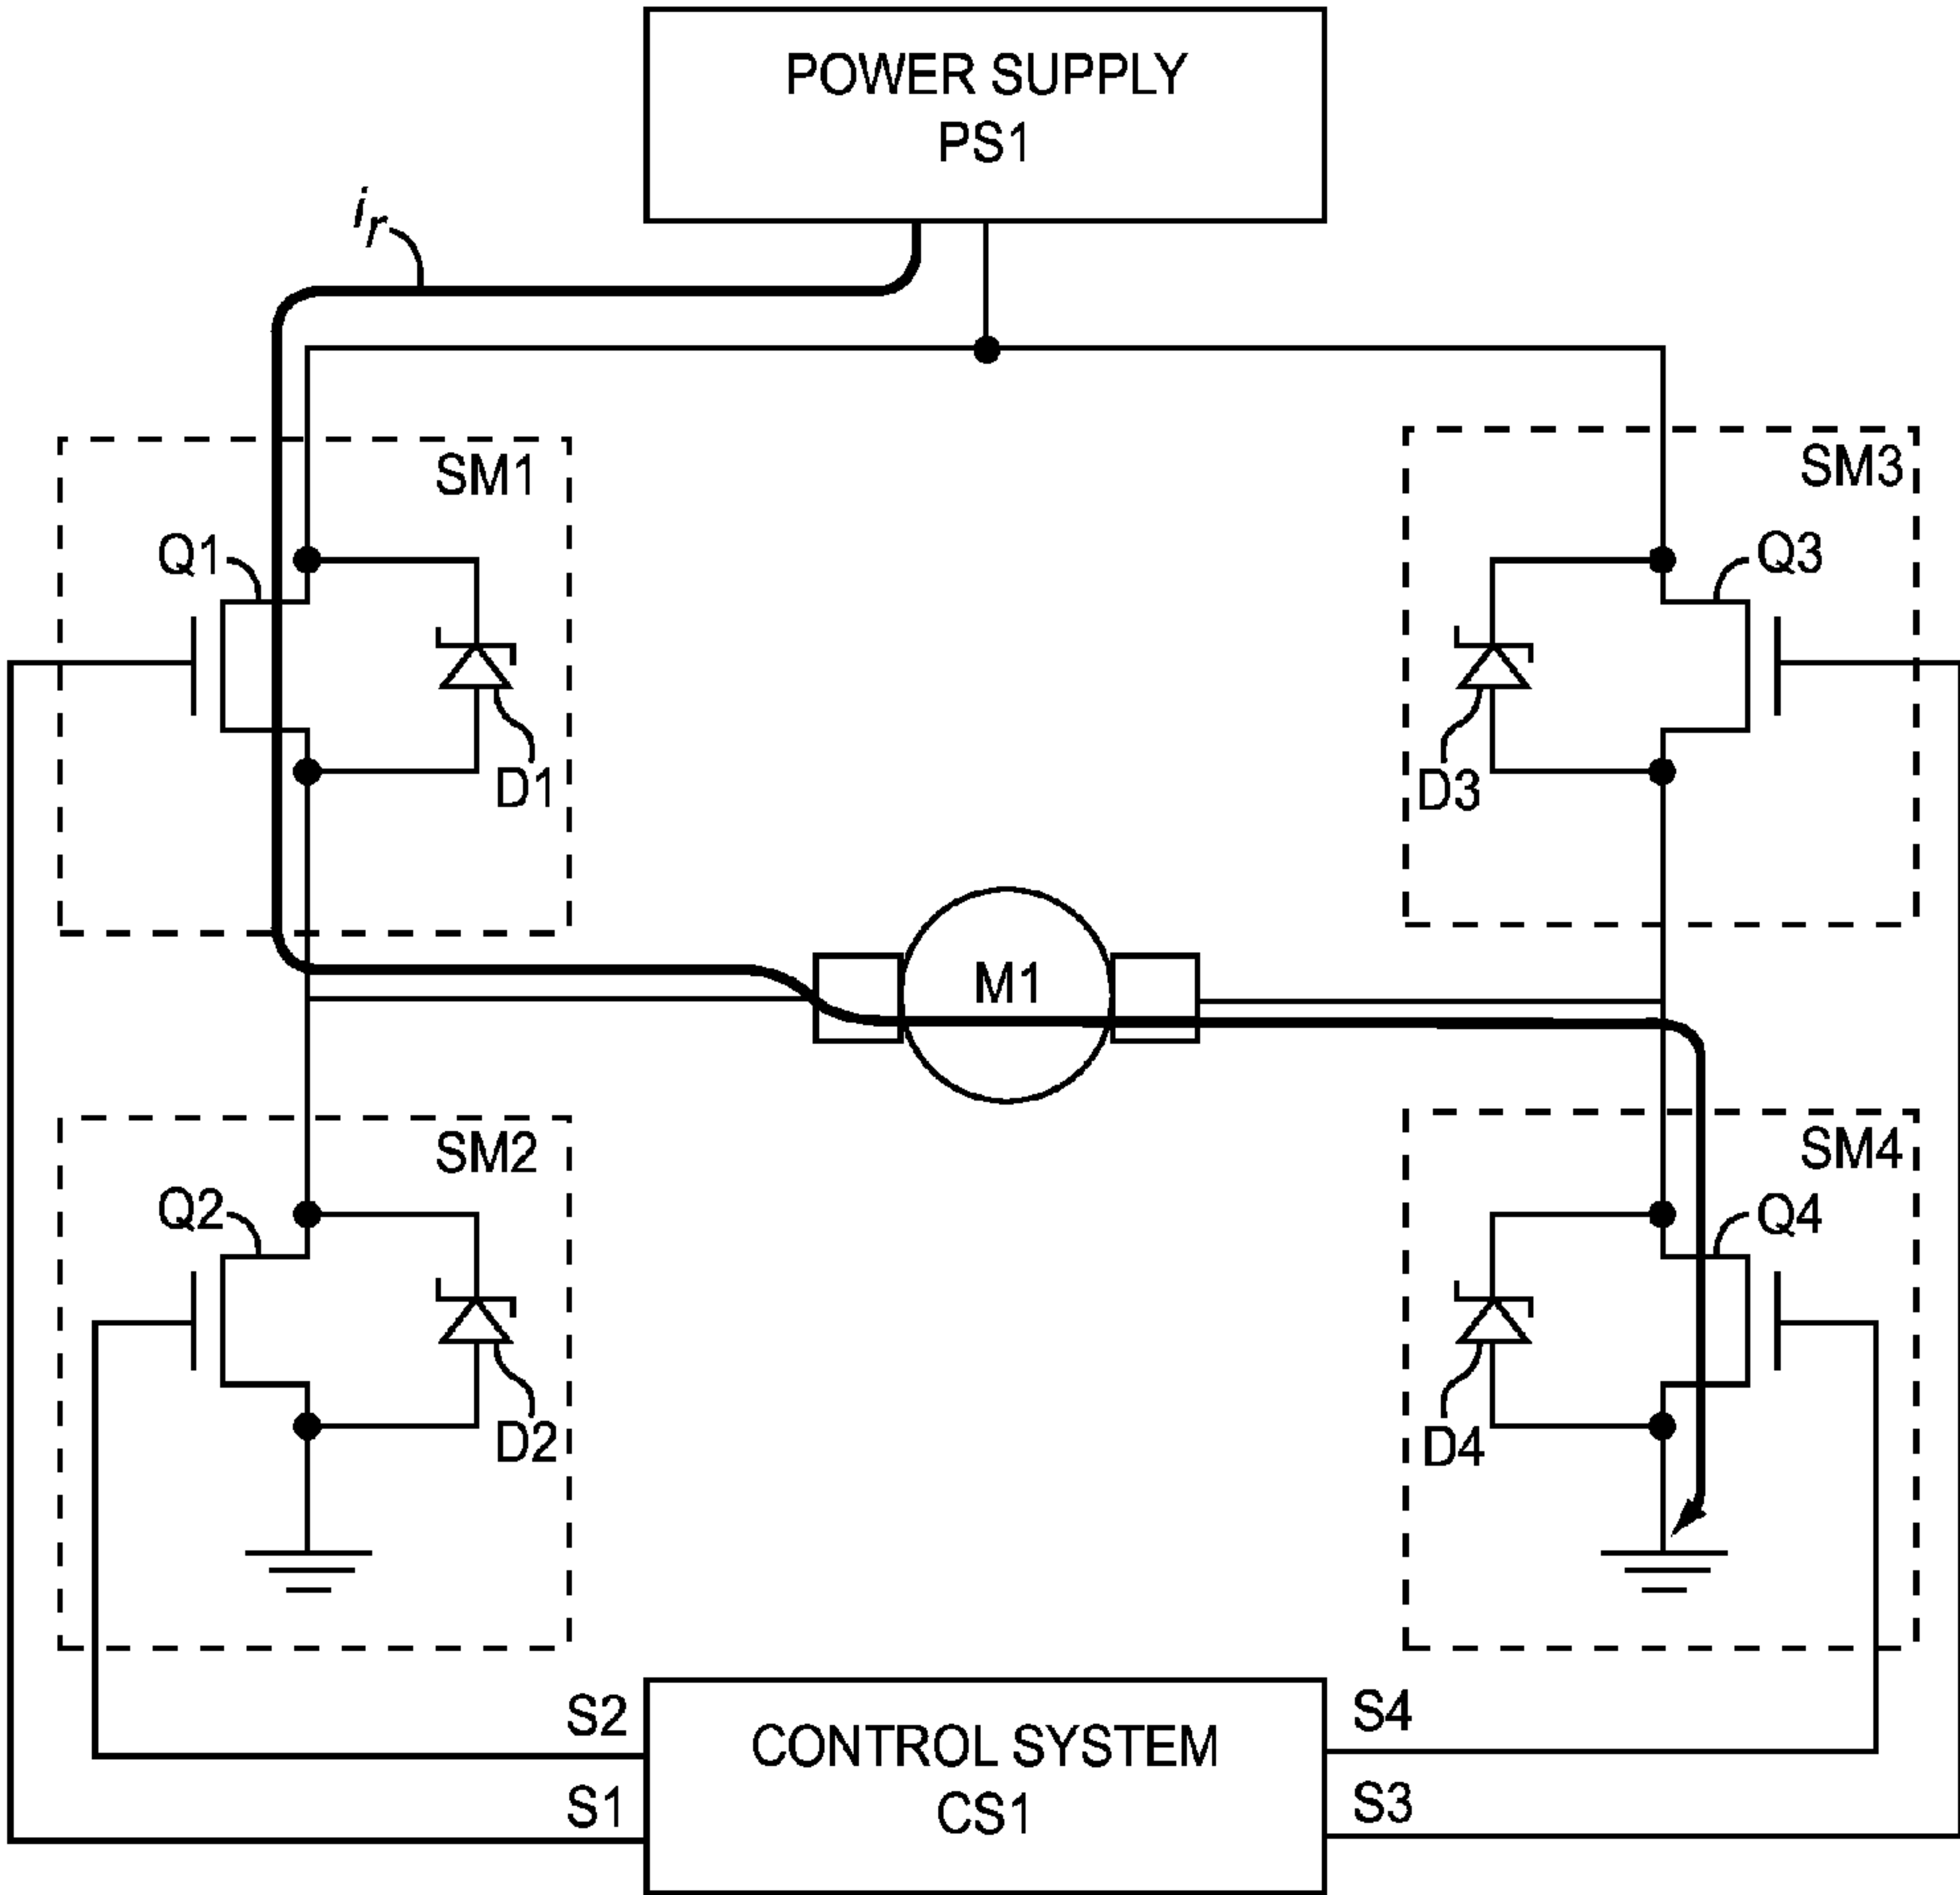 POWER SUPPLY
PS1
ir
SM1
SM3
Q1
Q3
D1
D3
M1
SM2
SM4
Q2
Q4
D2
D4
S2
S4
CONTROL SYSTEM
S1
CS1
S3